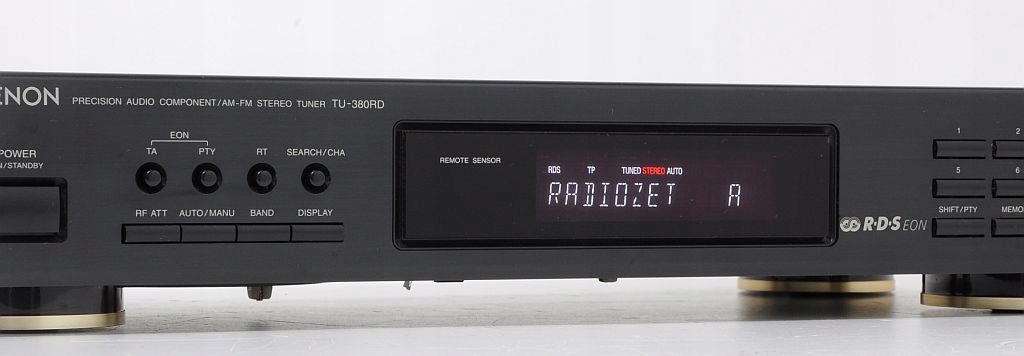 ENON PRECISION AUDIO COMPONENT/AM-FM STEREO TUNER TU-380RD
POWER
N/STANDBY
EON
TA PTY RT SEARCH/CHA
RF ATT AUTO/MANU BAND DISPLAY
REMOTE SENSOR
RDS TP TUNED STEREO AUTO
RADIOZET A
R·D·S EON
1 2
5 6
SHIFT/PTY MEMO